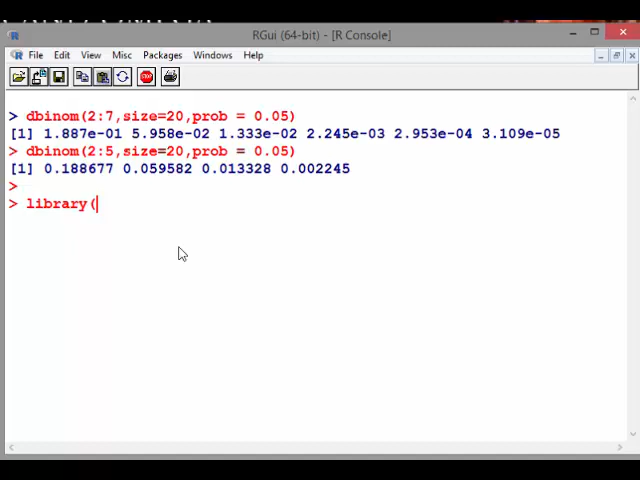 RGui (64-bit) - [R Console]
File Edit View Misc Packages Windows Help
STOP
> dbinom(2:7,size=20,prob = 0.05)
[1] 1.887e-01 5.958e-02 1.333e-02 2.245e-03 2.953e-04 3.109e-05
> dbinom(2:5,size=20,prob = 0.05)
[1] 0.188677 0.059582 0.013328 0.002245
>
> library(